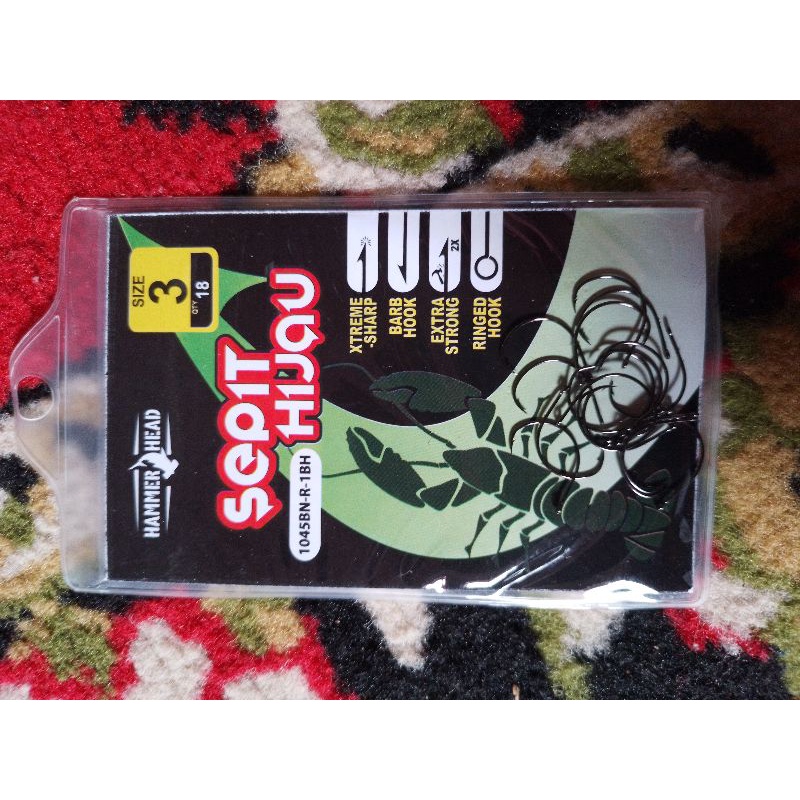 HAMMER HEAD
SIZE
3
QTY 18
SEPIT
HIJAU
1045BN-R-1BH
XTREME
-SHARP
BARB
HOOK
2X
EXTRA
STRONG
RINGED
HOOK